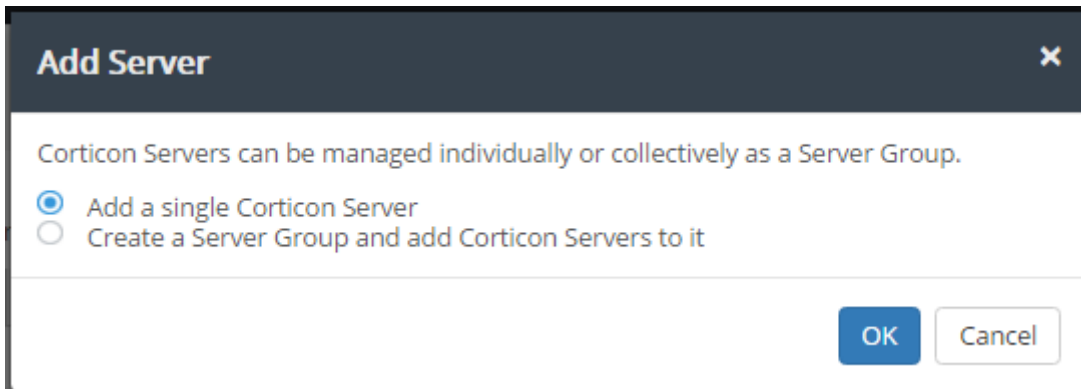 Add Server
×
Corticon Servers can be managed individually or collectively as a Server Group.
Add a single Corticon Server
Create a Server Group and add Corticon Servers to it
OK
Cancel